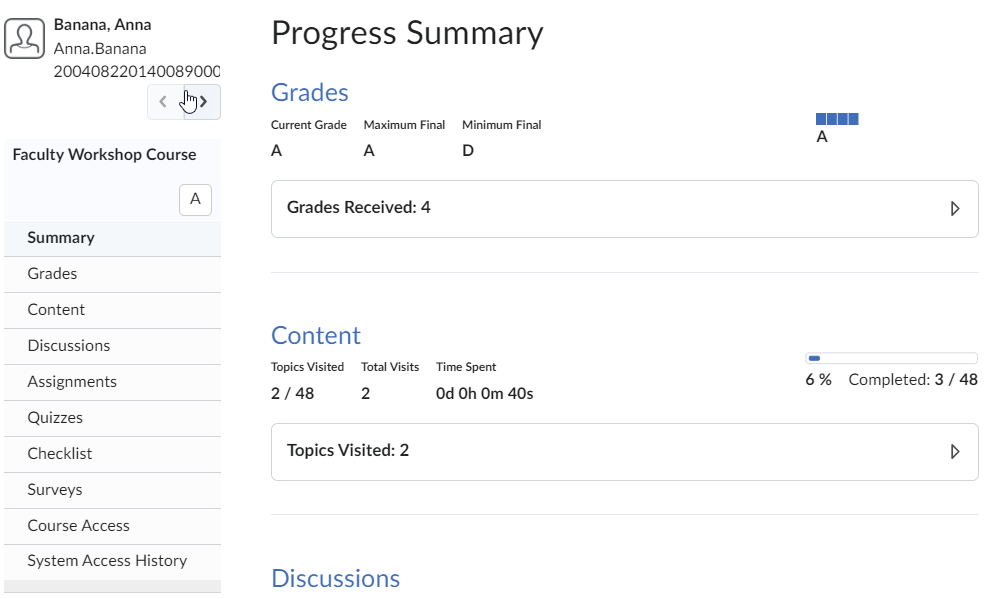 Banana, Anna
Anna.Banana
200408220140089000
Faculty Workshop Course
A
Summary
Grades
Content
Discussions
Assignments
Quizzes
Checklist
Surveys
Course Access
System Access History
Progress Summary
Grades
Current Grade Maximum Final Minimum Final
A A D
A
Grades Received: 4
Content
Topics Visited Total Visits Time Spent
2 / 48 2 0d 0h 0m 40s
6 % Completed: 3 / 48
Topics Visited: 2
Discussions